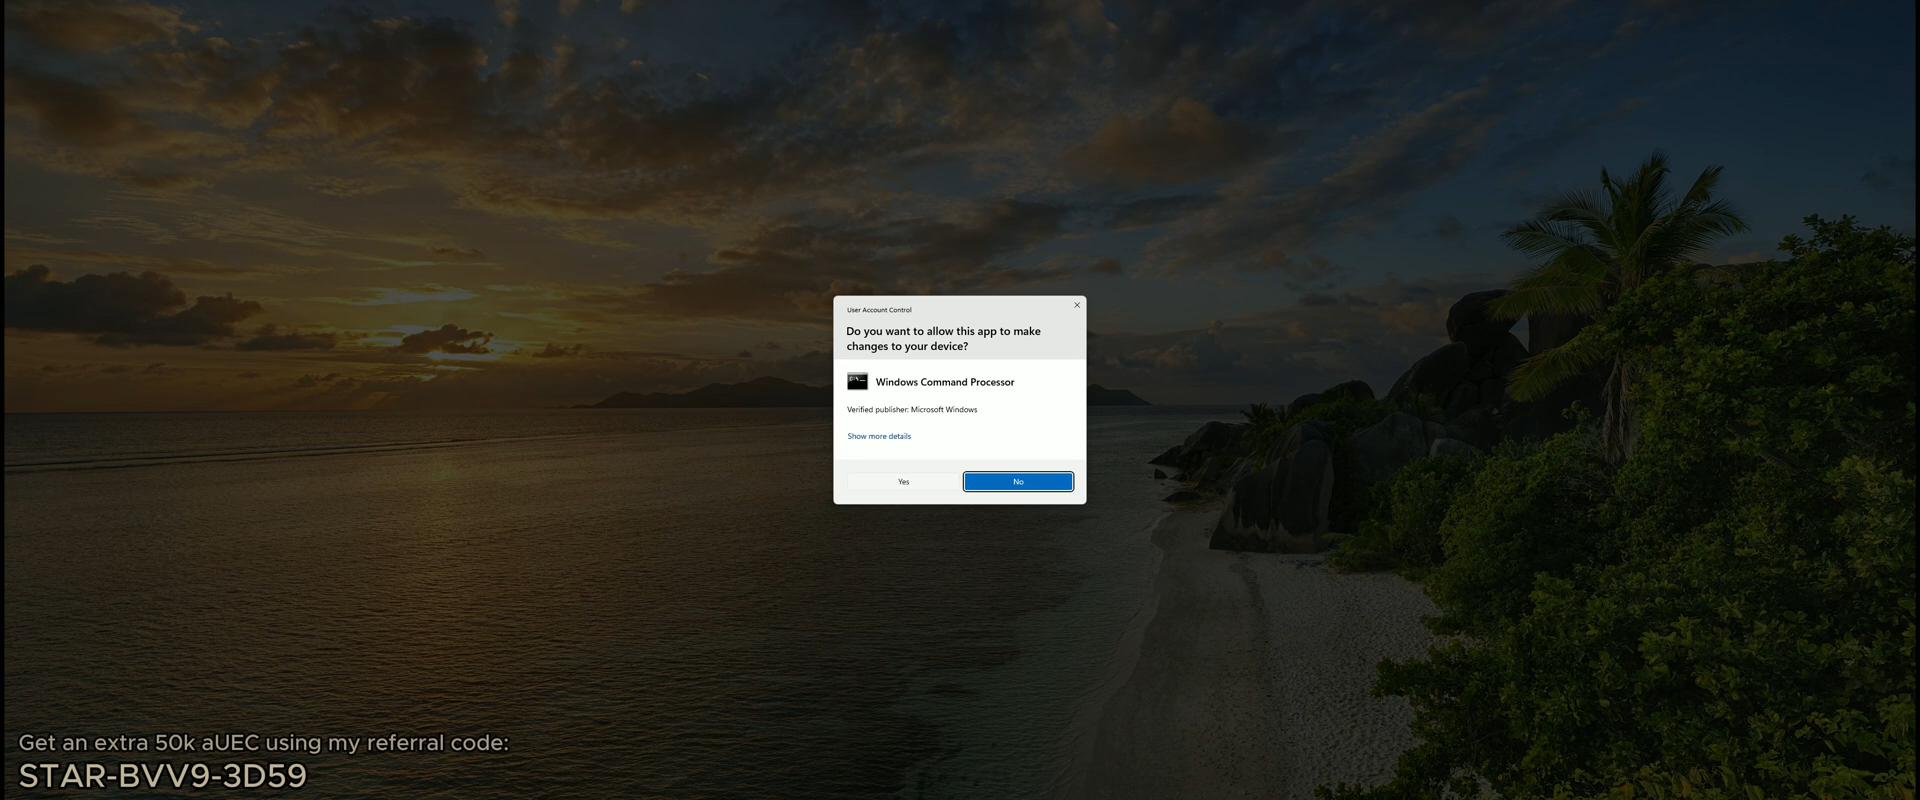 User Account Control
Do you want to allow this app to make
changes to your device?
Windows Command Processor
Verified publisher: Microsoft Windows
Show more details
Yes
No
Get an extra 50k aUEC using my referral code:
STAR-BVV9-3D59